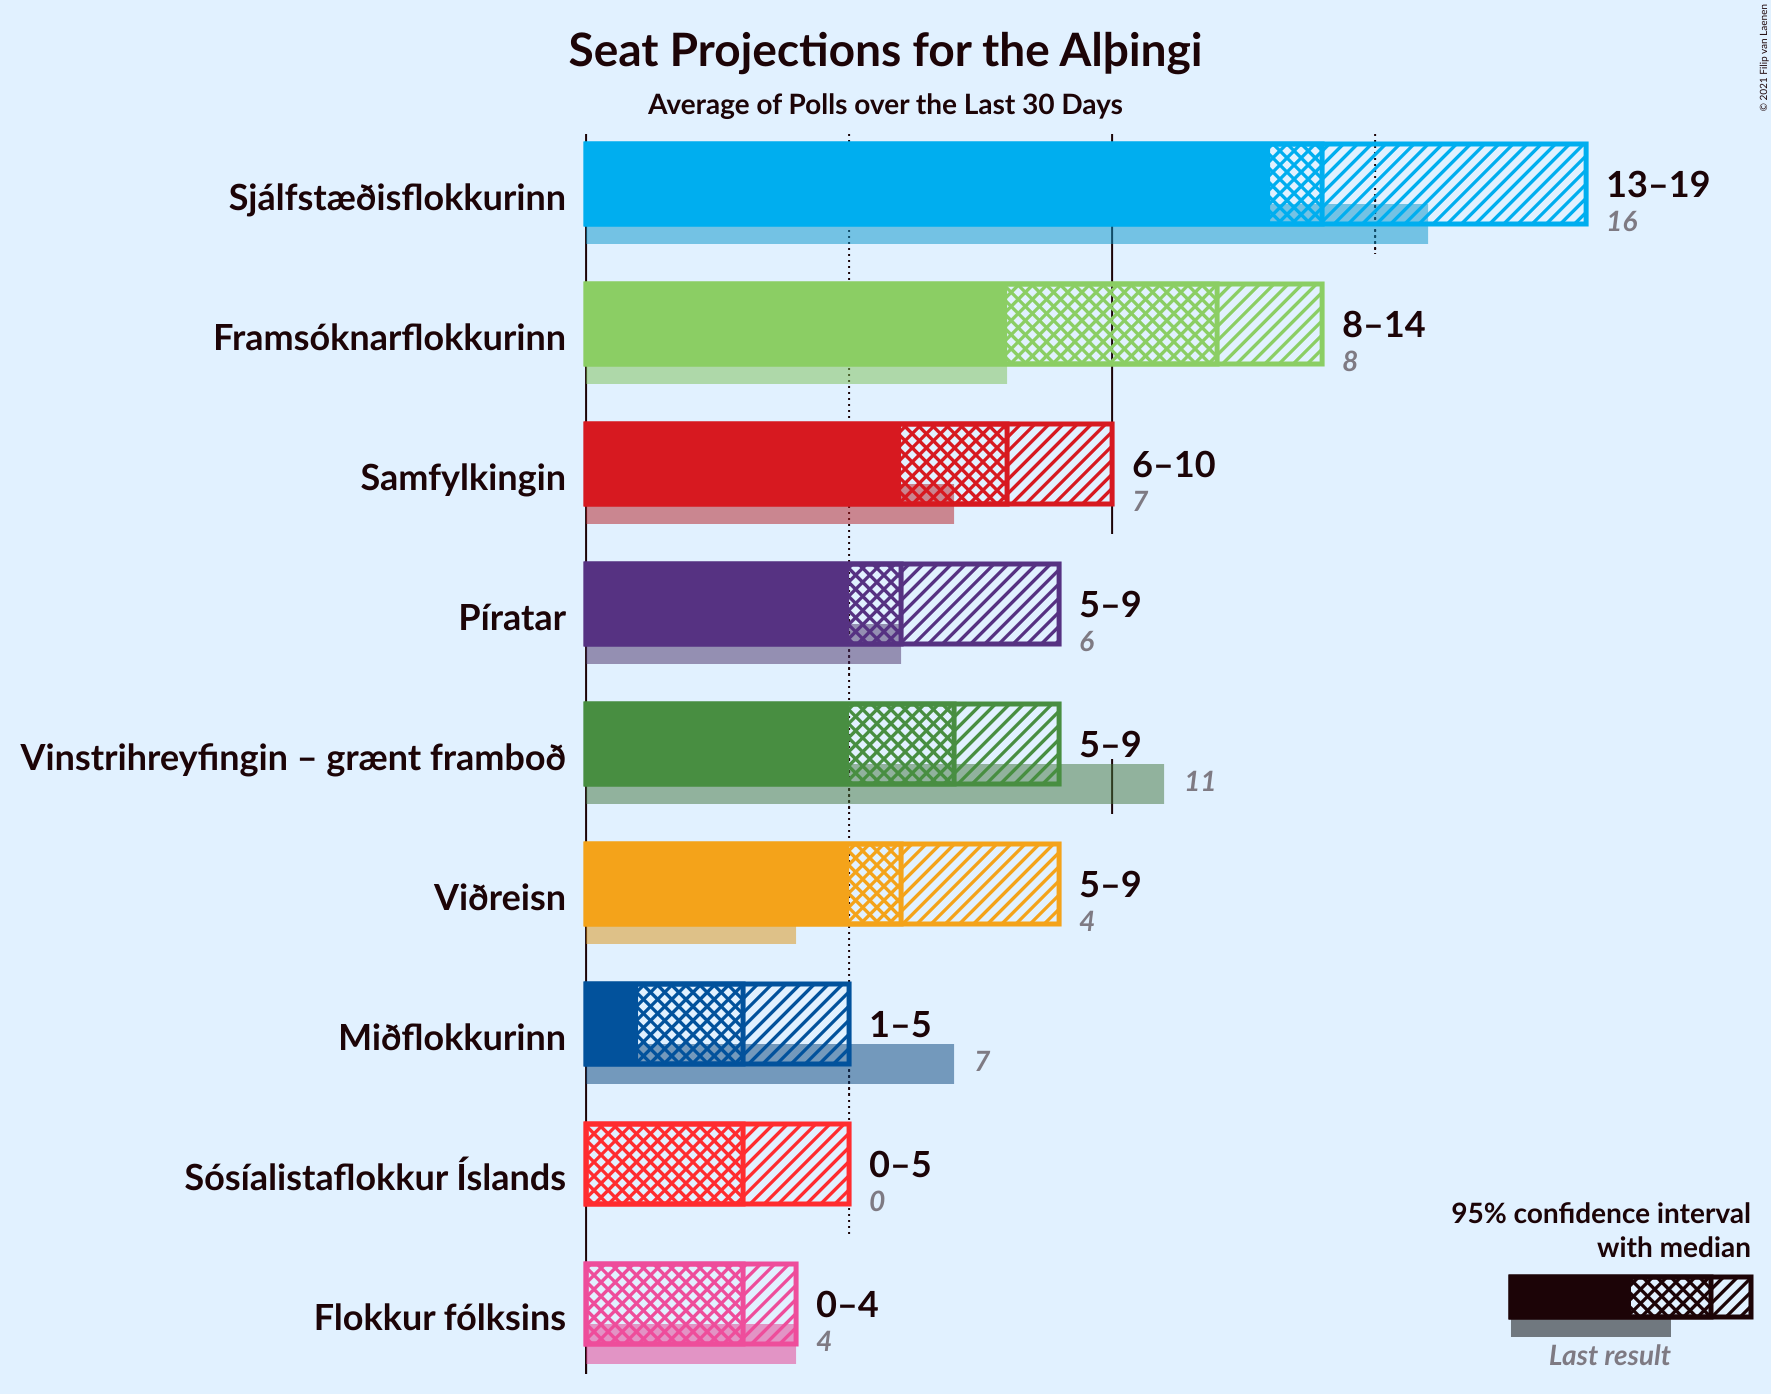 Seat Projections for the Alþingi
Average of Polls over the Last 30 Days
© 2021 Filip van Laenen
Sjálfstæðisflokkurinn
13–19
16
Framsóknarflokkurinn
8–14
8
Samfylkingin
6–10
7
Píratar
5–9
6
Vinstrihreyfingin – grænt framboð
5–9
11
Viðreisn
5–9
4
Miðflokkurinn
1–5
7
Sósíalistaflokkur Íslands
0–5
0
Flokkur fólksins
0–4
4
95% confidence interval
with median
Last result